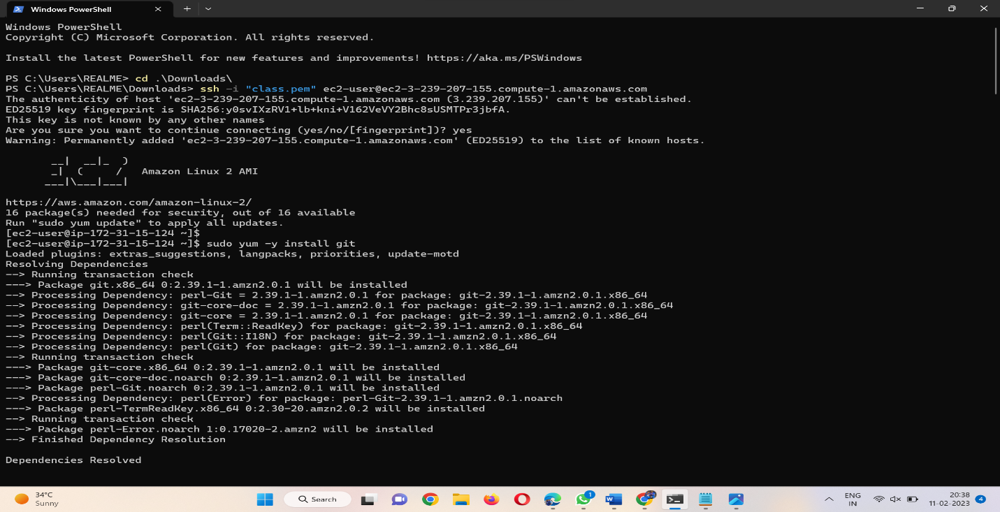 Windows PowerShell
Windows PowerShell
Copyright (C) Microsoft Corporation. All rights reserved.
Install the latest PowerShell for new features and improvements! https://aka.ms/PSWindows
PS C:\Users\REALME> cd .\Downloads\
PS C:\Users\REALME\Downloads> ssh -i "class.pem" ec2-user@ec2-3-239-207-155.compute-1.amazonaws.com
The authenticity of host 'ec2-3-239-207-155.compute-1.amazonaws.com (3.239.207.155)' can't be established.
ED25519 key fingerprint is SHA256:y0svIXzRV1+lb+kni+V162VeVY2Bhc8sUSMTPr3jbfA.
This key is not known by any other names
Are you sure you want to continue connecting (yes/no/[fingerprint])? yes
Warning: Permanently added 'ec2-3-239-207-155.compute-1.amazonaws.com' (ED25519) to the list of known hosts.
       __|  __|_  )
       _|  (     /   Amazon Linux 2 AMI
      ___|\___|___|
https://aws.amazon.com/amazon-linux-2/
16 package(s) needed for security, out of 16 available
Run "sudo yum update" to apply all updates.
[ec2-user@ip-172-31-15-124 ~]$
[ec2-user@ip-172-31-15-124 ~]$ sudo yum -y install git
Loaded plugins: extras_suggestions, langpacks, priorities, update-motd
Resolving Dependencies
--> Running transaction check
---> Package git.x86_64 0:2.39.1-1.amzn2.0.1 will be installed
--> Processing Dependency: perl-Git = 2.39.1-1.amzn2.0.1 for package: git-2.39.1-1.amzn2.0.1.x86_64
--> Processing Dependency: git-core-doc = 2.39.1-1.amzn2.0.1 for package: git-2.39.1-1.amzn2.0.1.x86_64
--> Processing Dependency: git-core = 2.39.1-1.amzn2.0.1 for package: git-2.39.1-1.amzn2.0.1.x86_64
--> Processing Dependency: perl(Term::ReadKey) for package: git-2.39.1-1.amzn2.0.1.x86_64
--> Processing Dependency: perl(Git::I18N) for package: git-2.39.1-1.amzn2.0.1.x86_64
--> Processing Dependency: perl(Git) for package: git-2.39.1-1.amzn2.0.1.x86_64
--> Running transaction check
---> Package git-core.x86_64 0:2.39.1-1.amzn2.0.1 will be installed
---> Package git-core-doc.noarch 0:2.39.1-1.amzn2.0.1 will be installed
---> Package perl-Git.noarch 0:2.39.1-1.amzn2.0.1 will be installed
--> Processing Dependency: perl(Error) for package: perl-Git-2.39.1-1.amzn2.0.1.noarch
---> Package perl-TermReadKey.x86_64 0:2.30-20.amzn2.0.2 will be installed
--> Running transaction check
---> Package perl-Error.noarch 1:0.17020-2.amzn2 will be installed
--> Finished Dependency Resolution
Dependencies Resolved
34°C
Sunny
Search
1
W
ENG
IN
20:38
11-02-2023
4